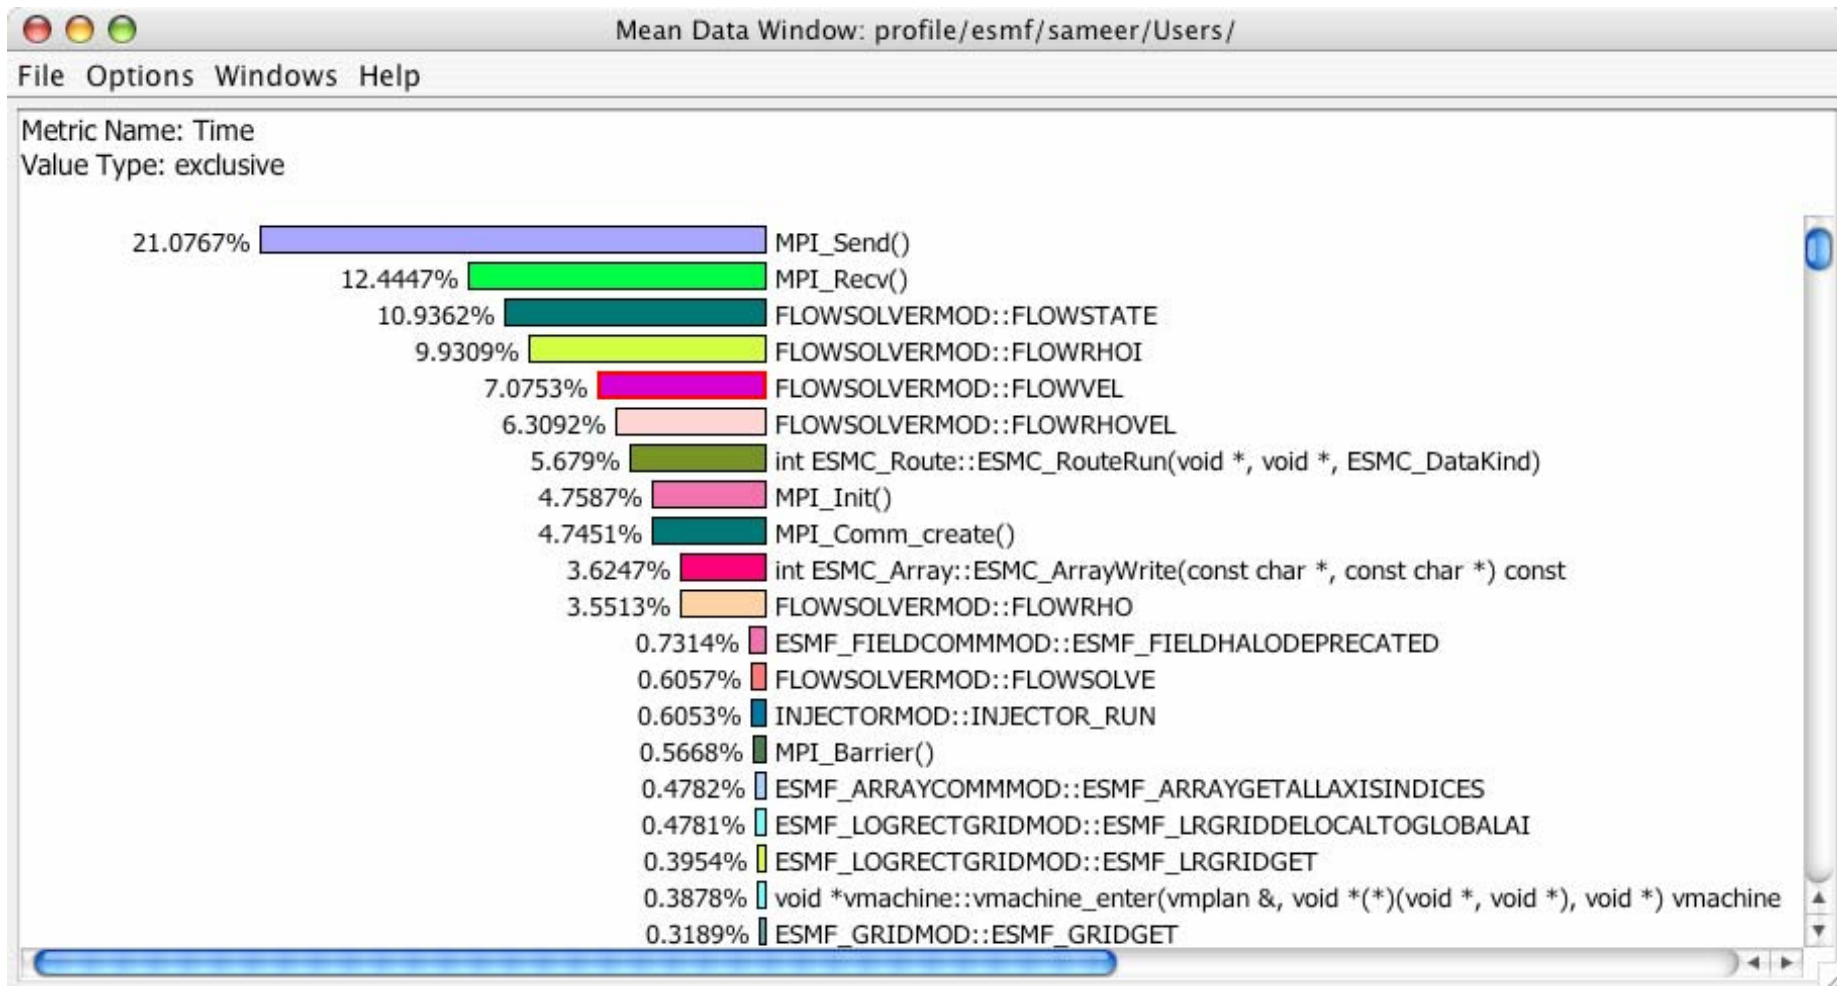 Mean Data Window: profile/esmf/sameer/Users/
File Options Windows Help
Metric Name: Time
Value Type: exclusive
21.0767% MPI_Send()
12.4447% MPI_Recv()
10.9362% FLOWSOLVERMOD::FLOWSTATE
9.9309% FLOWSOLVERMOD::FLOWRHOI
7.0753% FLOWSOLVERMOD::FLOWVEL
6.3092% FLOWSOLVERMOD::FLOWRHOVEL
5.679% int ESMC_Route::ESMC_RouteRun(void *, void *, ESMC_DataKind)
4.7587% MPI_Init()
4.7451% MPI_Comm_create()
3.6247% int ESMC_Array::ESMC_ArrayWrite(const char *, const char *) const
3.5513% FLOWSOLVERMOD::FLOWRHO
0.7314% ESMF_FIELDCOMMMOD::ESMF_FIELDHALODEPRECATED
0.6057% FLOWSOLVERMOD::FLOWSOLVE
0.6053% INJECTORMOD::INJECTOR_RUN
0.5668% MPI_Barrier()
0.4782% ESMF_ARRAYCOMMMOD::ESMF_ARRAYGETALLAXISINDICES
0.4781% ESMF_LOGRECTGRIDMOD::ESMF_LRGRIDDELOCALTOGLOBALAI
0.3954% ESMF_LOGRECTGRIDMOD::ESMF_LRGRIDGET
0.3878% void *vmachine::vmachine_enter(vmplan &, void *(*)(void *, void *), void *) vmachine
0.3189% ESMF_GRIDMOD::ESMF_GRIDGET